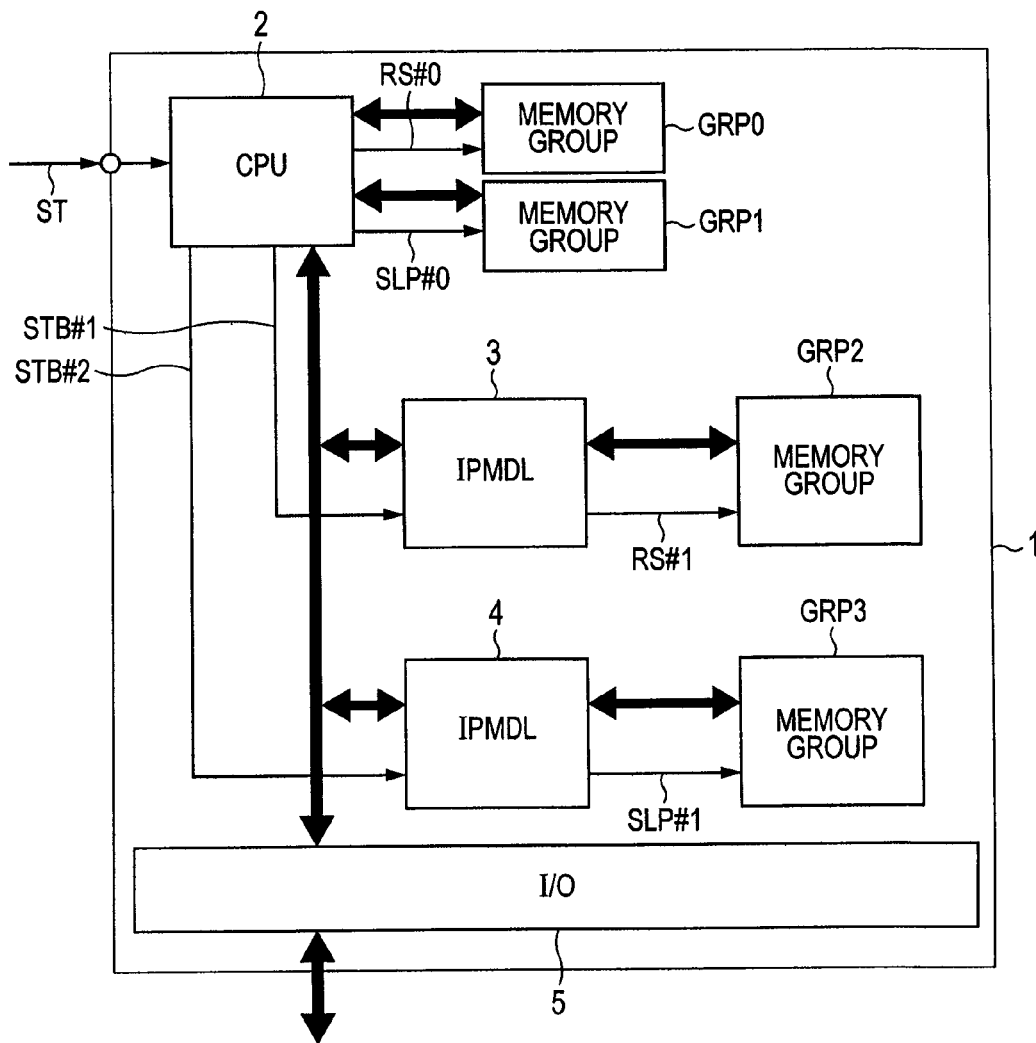 2
RS#0
CPU
MEMORY
GROUP
GRP0
ST
MEMORY
GROUP
GRP1
SLP#0
STB#1
STB#2
3
GRP2
IPMDL
MEMORY
GROUP
RS#1
1
4
GRP3
IPMDL
MEMORY
GROUP
SLP#1
I/O
5